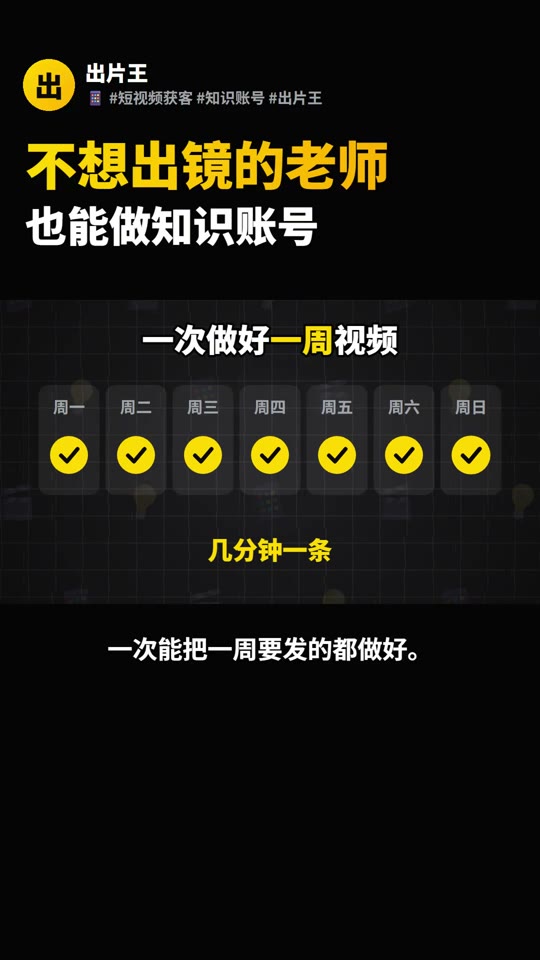 出
出片王
#短视频获客 #知识账号 #出片王
不想出镜的老师
也能做知识账号
一次做好一周视频
周一 周二 周三 周四 周五 周六 周日
几分钟一条
一次能把一周要发的都做好。